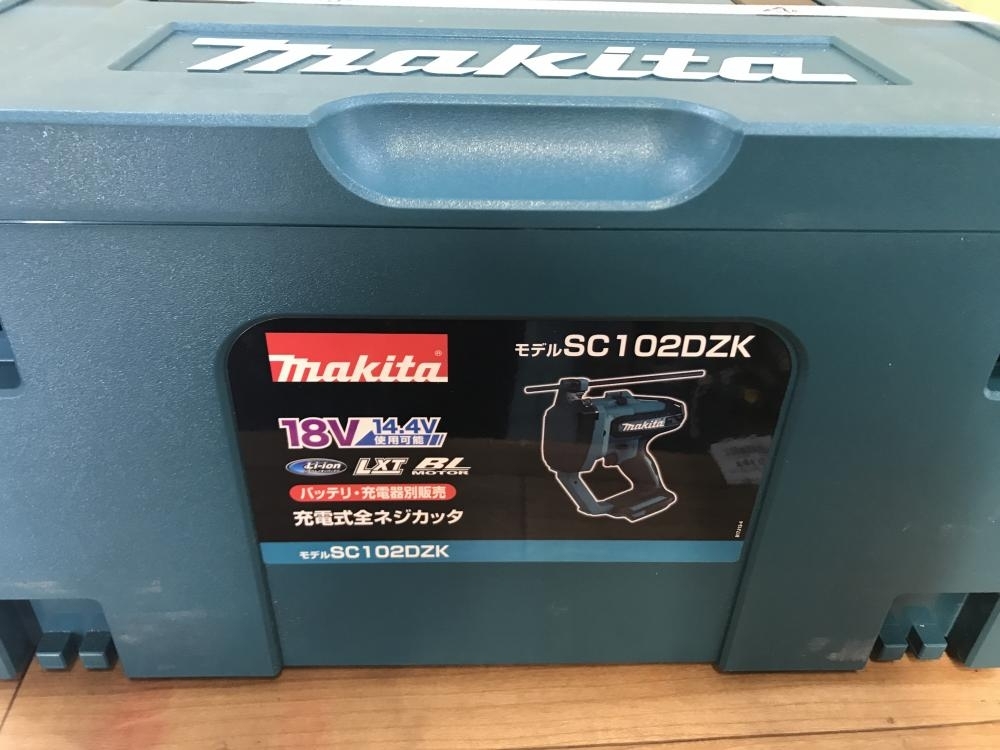 makita
makita
モデルSC102DZK
18V 14.4V
使用可能
Li-ion
LXT
BL
MOTOR
makita
バッテリ・充電器別販売
充電式全ネジカッタ
モデルSC102DZK